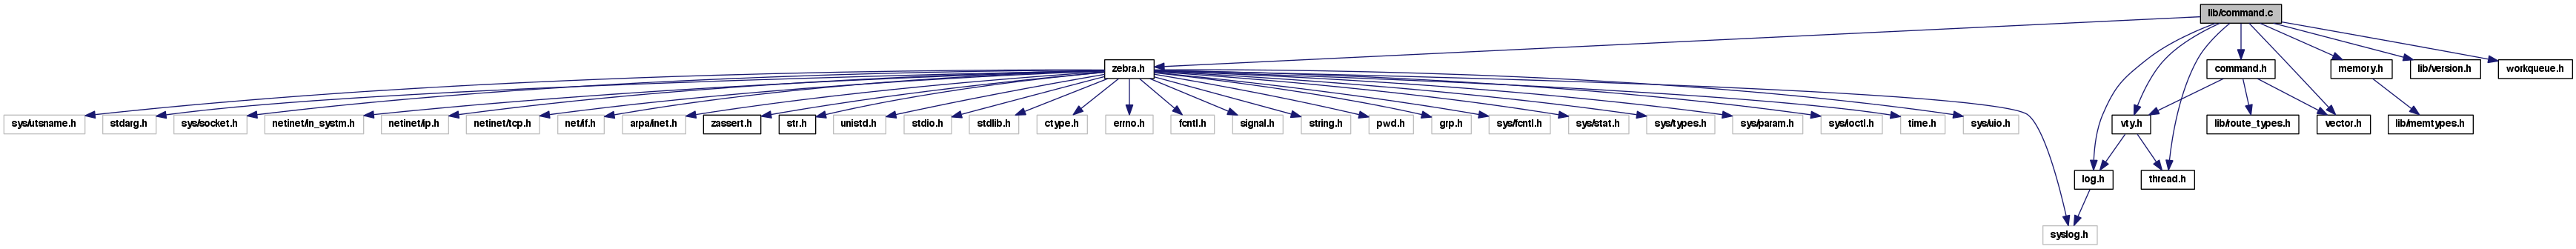 lib/command.c
zebra.h
command.h
memory.h
lib/version.h
workqueue.h
sys/utsname.h
stdarg.h
sys/socket.h
netinet/in_systm.h
netinet/ip.h
netinet/tcp.h
net/if.h
arpa/inet.h
zassert.h
str.h
unistd.h
stdio.h
stdlib.h
ctype.h
errno.h
fcntl.h
signal.h
string.h
pwd.h
grp.h
sys/fcntl.h
sys/stat.h
sys/types.h
sys/param.h
sys/ioctl.h
time.h
sys/uio.h
vty.h
lib/route_types.h
vector.h
lib/memtypes.h
log.h
thread.h
syslog.h